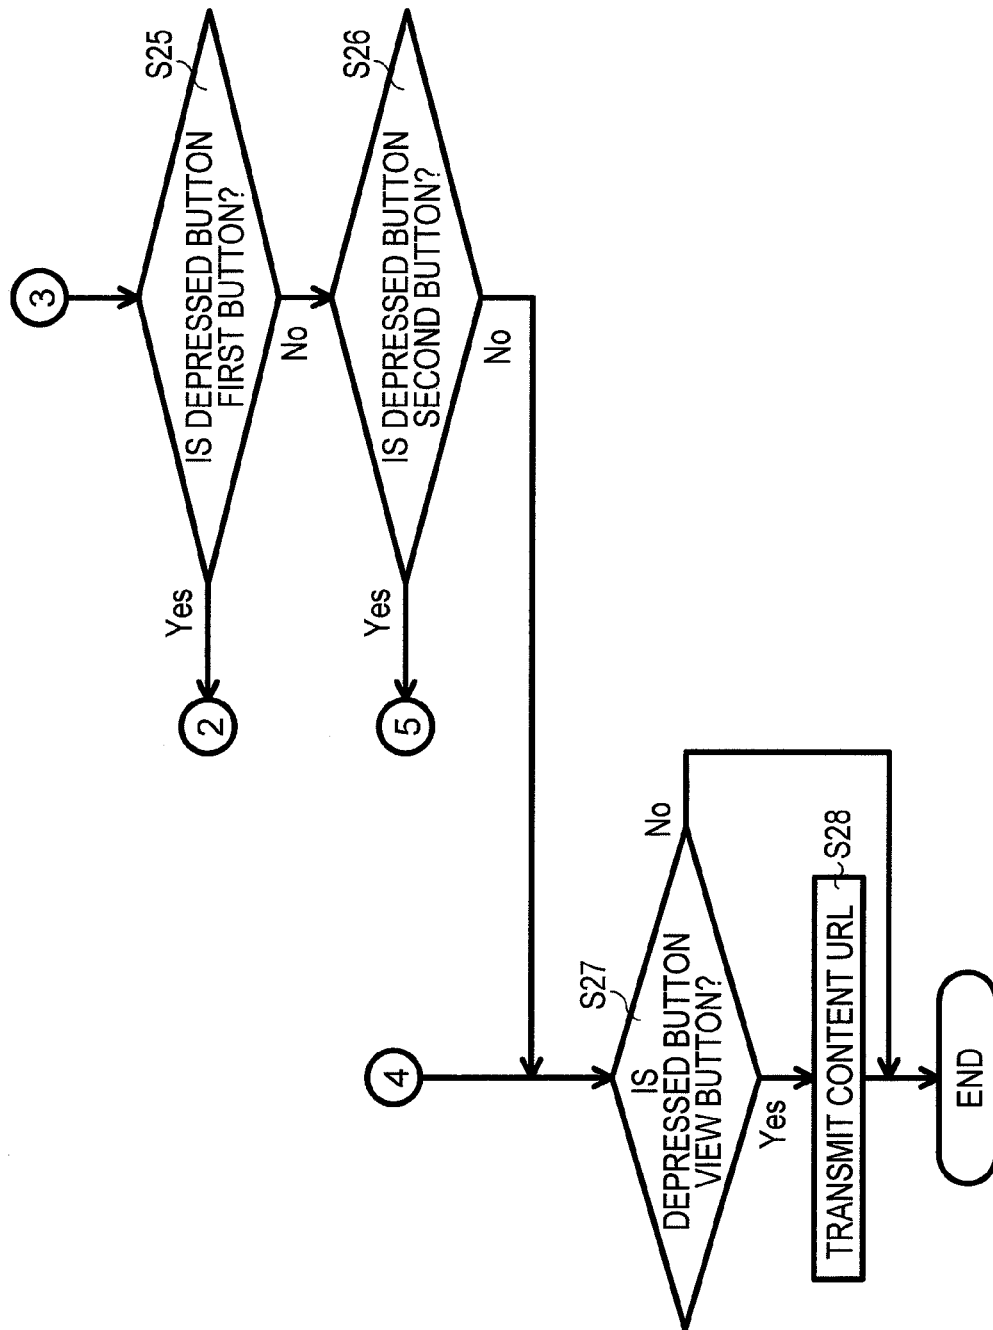 3
S25
IS DEPRESSED BUTTON
FIRST BUTTON?
Yes
2
No
S26
IS DEPRESSED BUTTON
SECOND BUTTON?
Yes
5
No
4
S27
IS
DEPRESSED BUTTON
VIEW BUTTON?
No
Yes
S28
TRANSMIT CONTENT URL
END